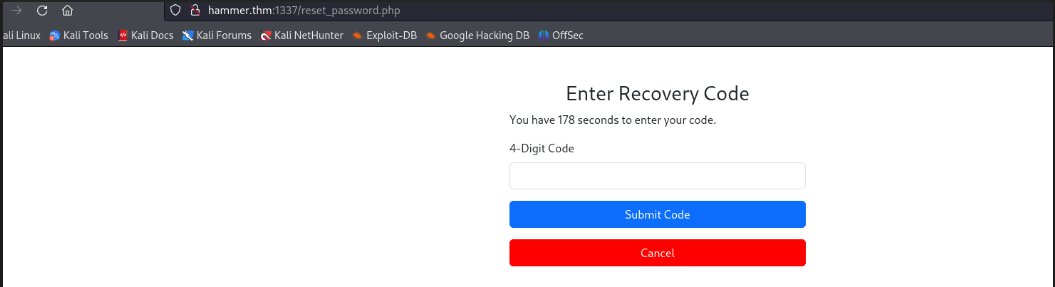 hammer.thm:1337/reset_password.php
ali Linux Kali Tools Kali Docs Kali Forums Kali NetHunter Exploit-DB Google Hacking DB OffSec
Enter Recovery Code
You have 178 seconds to enter your code.
4-Digit Code
Submit Code
Cancel